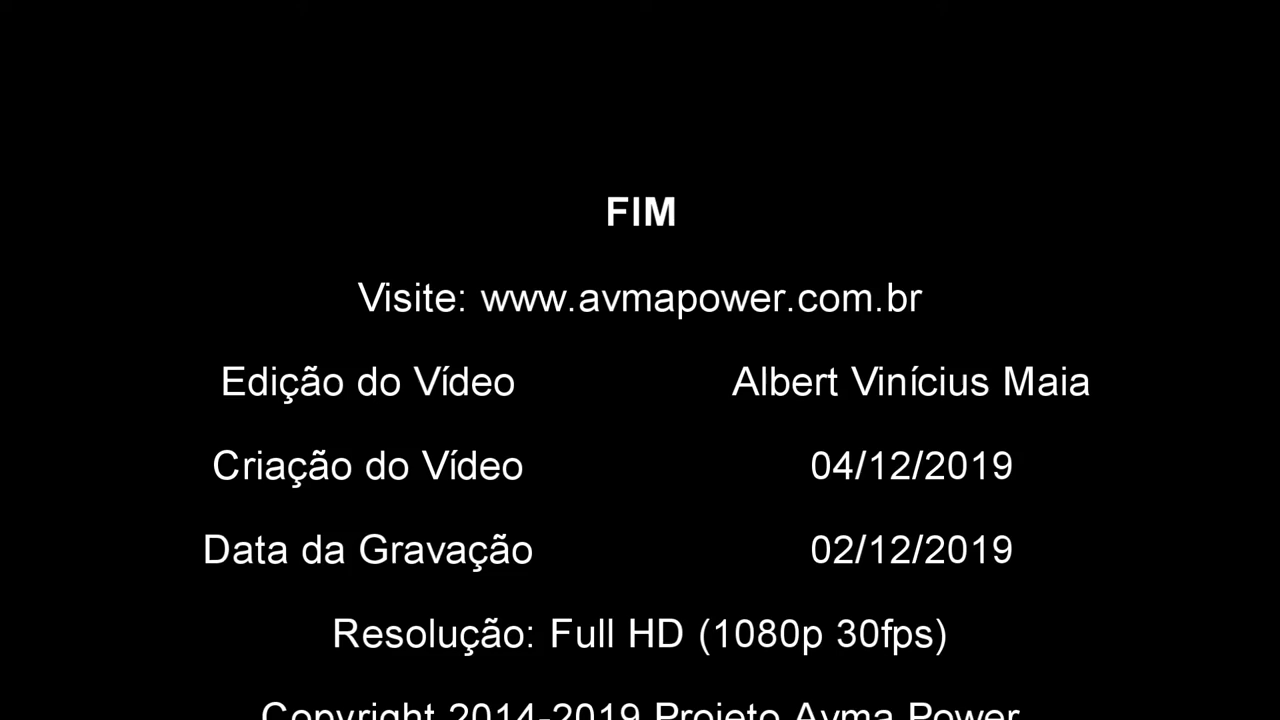 FIM
Visite: www.avmapower.com.br
Edição do Vídeo Albert Vinícius Maia
Criação do Vídeo 04/12/2019
Data da Gravação 02/12/2019
Resolução: Full HD (1080p 30fps)
Copyright 2014-2019 Projeto Avma Power